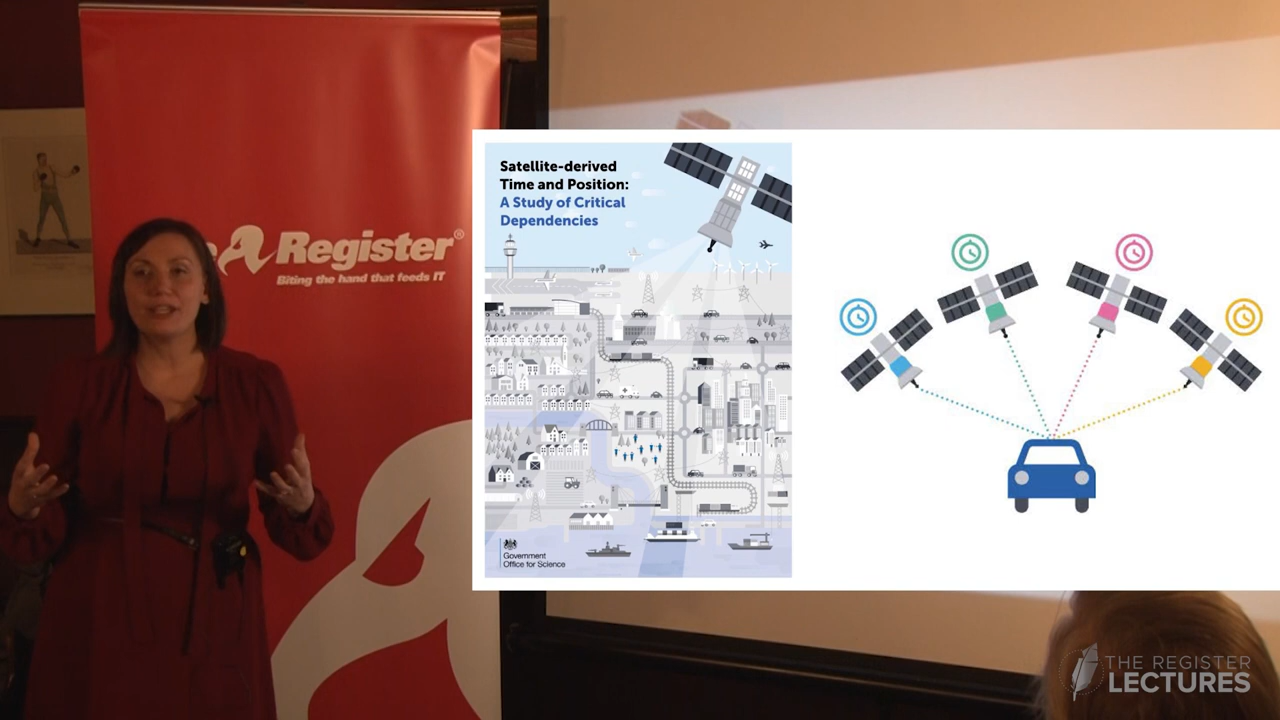 Register®
Biting the hand that feeds IT
Satellite-derived
Time and Position:
A Study of Critical
Dependencies
Government
Office for Science
THE REGISTER
LECTURES